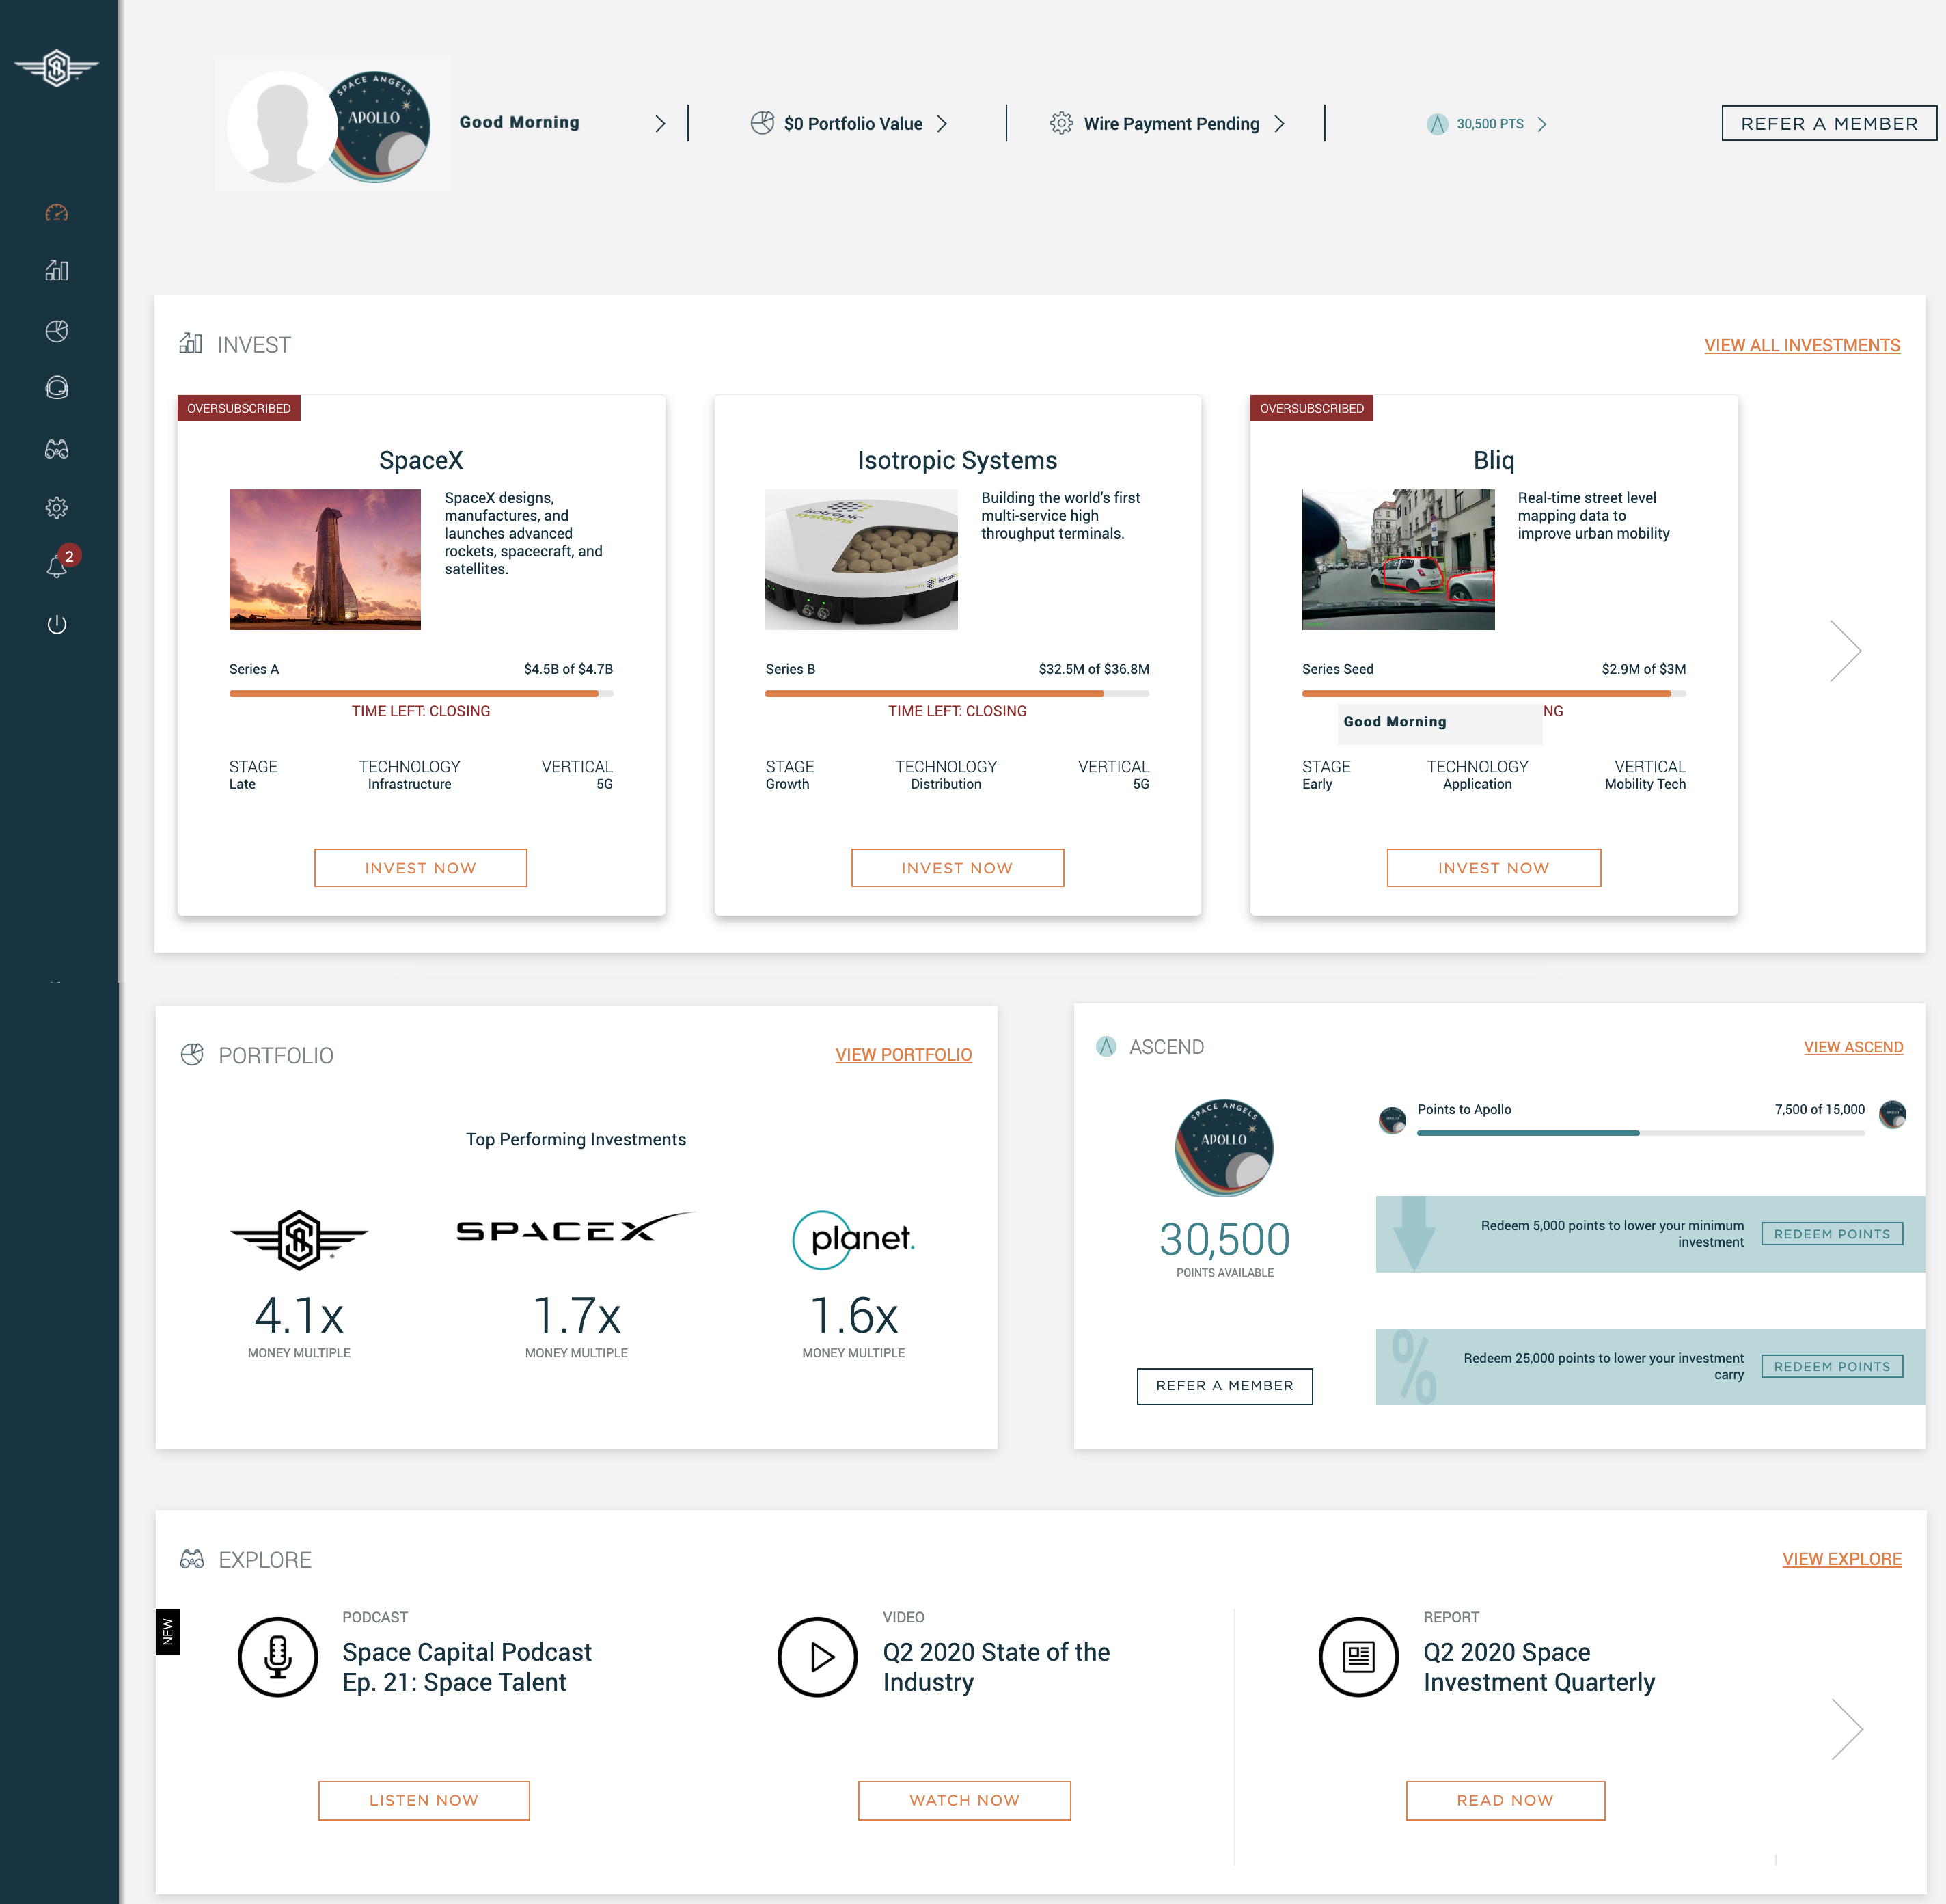 SPACE ANGELS
APOLLO
Good Morning
$0 Portfolio Value
Wire Payment Pending
30,500 PTS
REFER A MEMBER
2
INVEST
VIEW ALL INVESTMENTS
OVERSUBSCRIBED
SpaceX
SpaceX designs,
manufactures, and
launches advanced
rockets, spacecraft, and
satellites.
Series A
$4.5B of $4.7B
TIME LEFT: CLOSING
STAGE
Late
TECHNOLOGY
Infrastructure
VERTICAL
5G
INVEST NOW
Isotropic Systems
isotropic
systems
Building the world's first
multi-service high
throughput terminals.
Series B
$32.5M of $36.8M
TIME LEFT: CLOSING
STAGE
Growth
TECHNOLOGY
Distribution
VERTICAL
5G
INVEST NOW
OVERSUBSCRIBED
Bliq
Real-time street level
mapping data to
improve urban mobility
Series Seed
$2.9M of $3M
NG
Good Morning
STAGE
Early
TECHNOLOGY
Application
VERTICAL
Mobility Tech
INVEST NOW
PORTFOLIO
VIEW PORTFOLIO
Top Performing Investments
SPACEX
planet.
4.1x
MONEY MULTIPLE
1.7x
MONEY MULTIPLE
1.6x
MONEY MULTIPLE
ASCEND
VIEW ASCEND
SPACE ANGELS
APOLLO
30,500
POINTS AVAILABLE
REFER A MEMBER
Points to Apollo
7,500 of 15,000
Redeem 5,000 points to lower your minimum
investment
REDEEM POINTS
%
Redeem 25,000 points to lower your investment
carry
REDEEM POINTS
EXPLORE
VIEW EXPLORE
NEW
PODCAST
Space Capital Podcast
Ep. 21: Space Talent
LISTEN NOW
VIDEO
Q2 2020 State of the
Industry
WATCH NOW
REPORT
Q2 2020 Space
Investment Quarterly
READ NOW